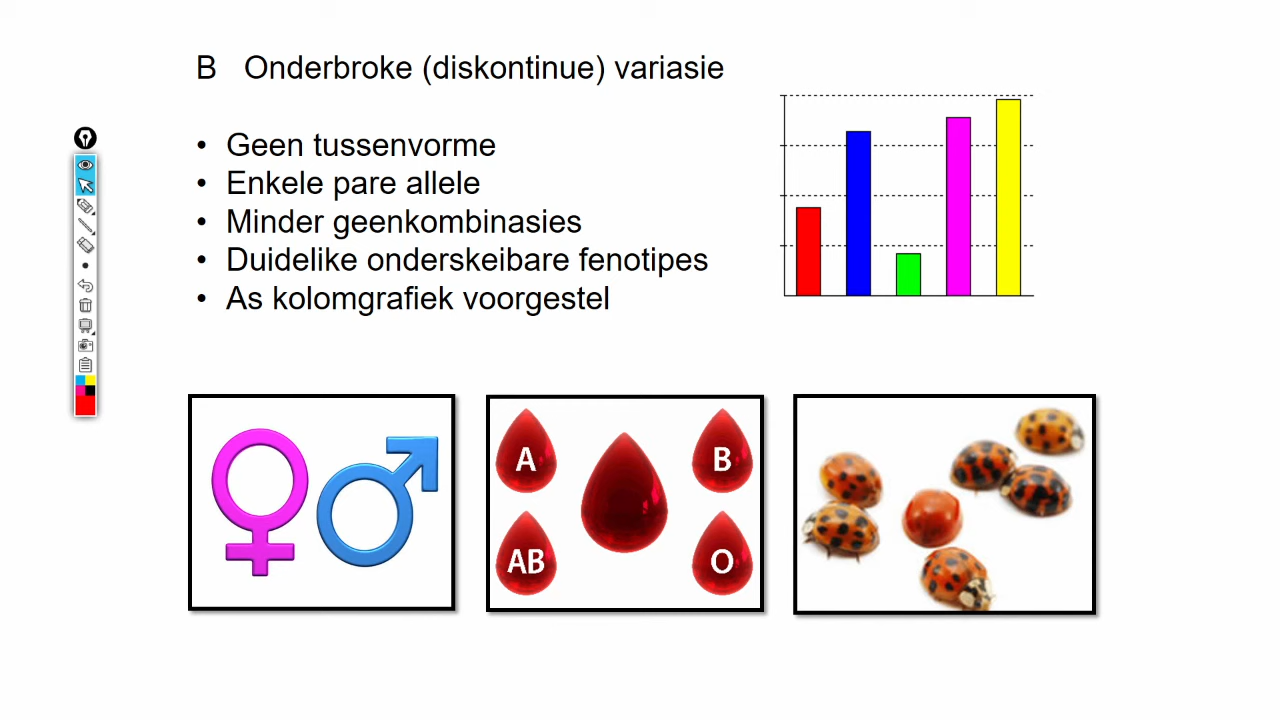 B Onderbroke (diskontinue) variasie
• Geen tussenvorme
• Enkele pare allele
• Minder geenkombinasies
• Duidelike onderskeibare fenotipes
• As kolomgrafiek voorgestel
A
B
AB
O